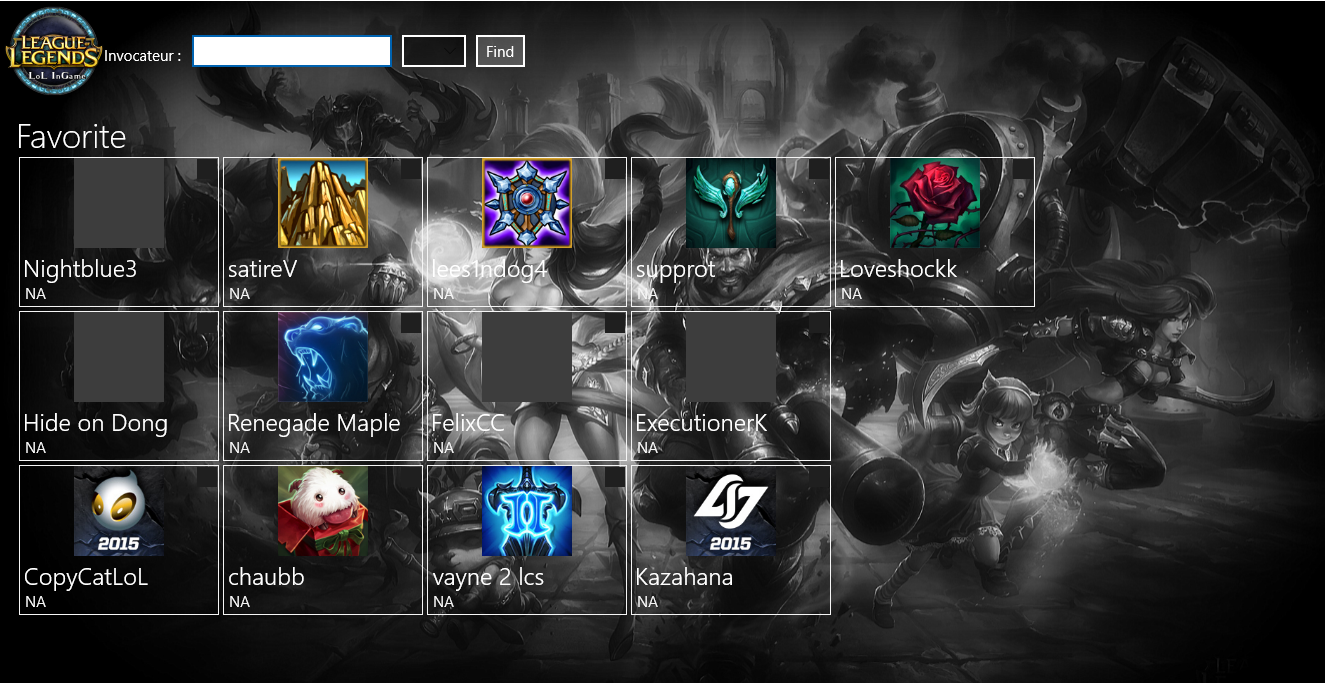 LEAGUE OF
LEGENDS
LoL InGame
Invocateur :
Find
Favorite
Nightblue3
NA
satireV
NA
lees1ndog4
NA
supprot
NA
Loveshockk
NA
Hide on Dong
NA
Renegade Maple
NA
FelixCC
NA
ExecutionerK
NA
2015
CopyCatLoL
NA
chaubb
NA
vayne 2 lcs
NA
2015
Kazahana
NA